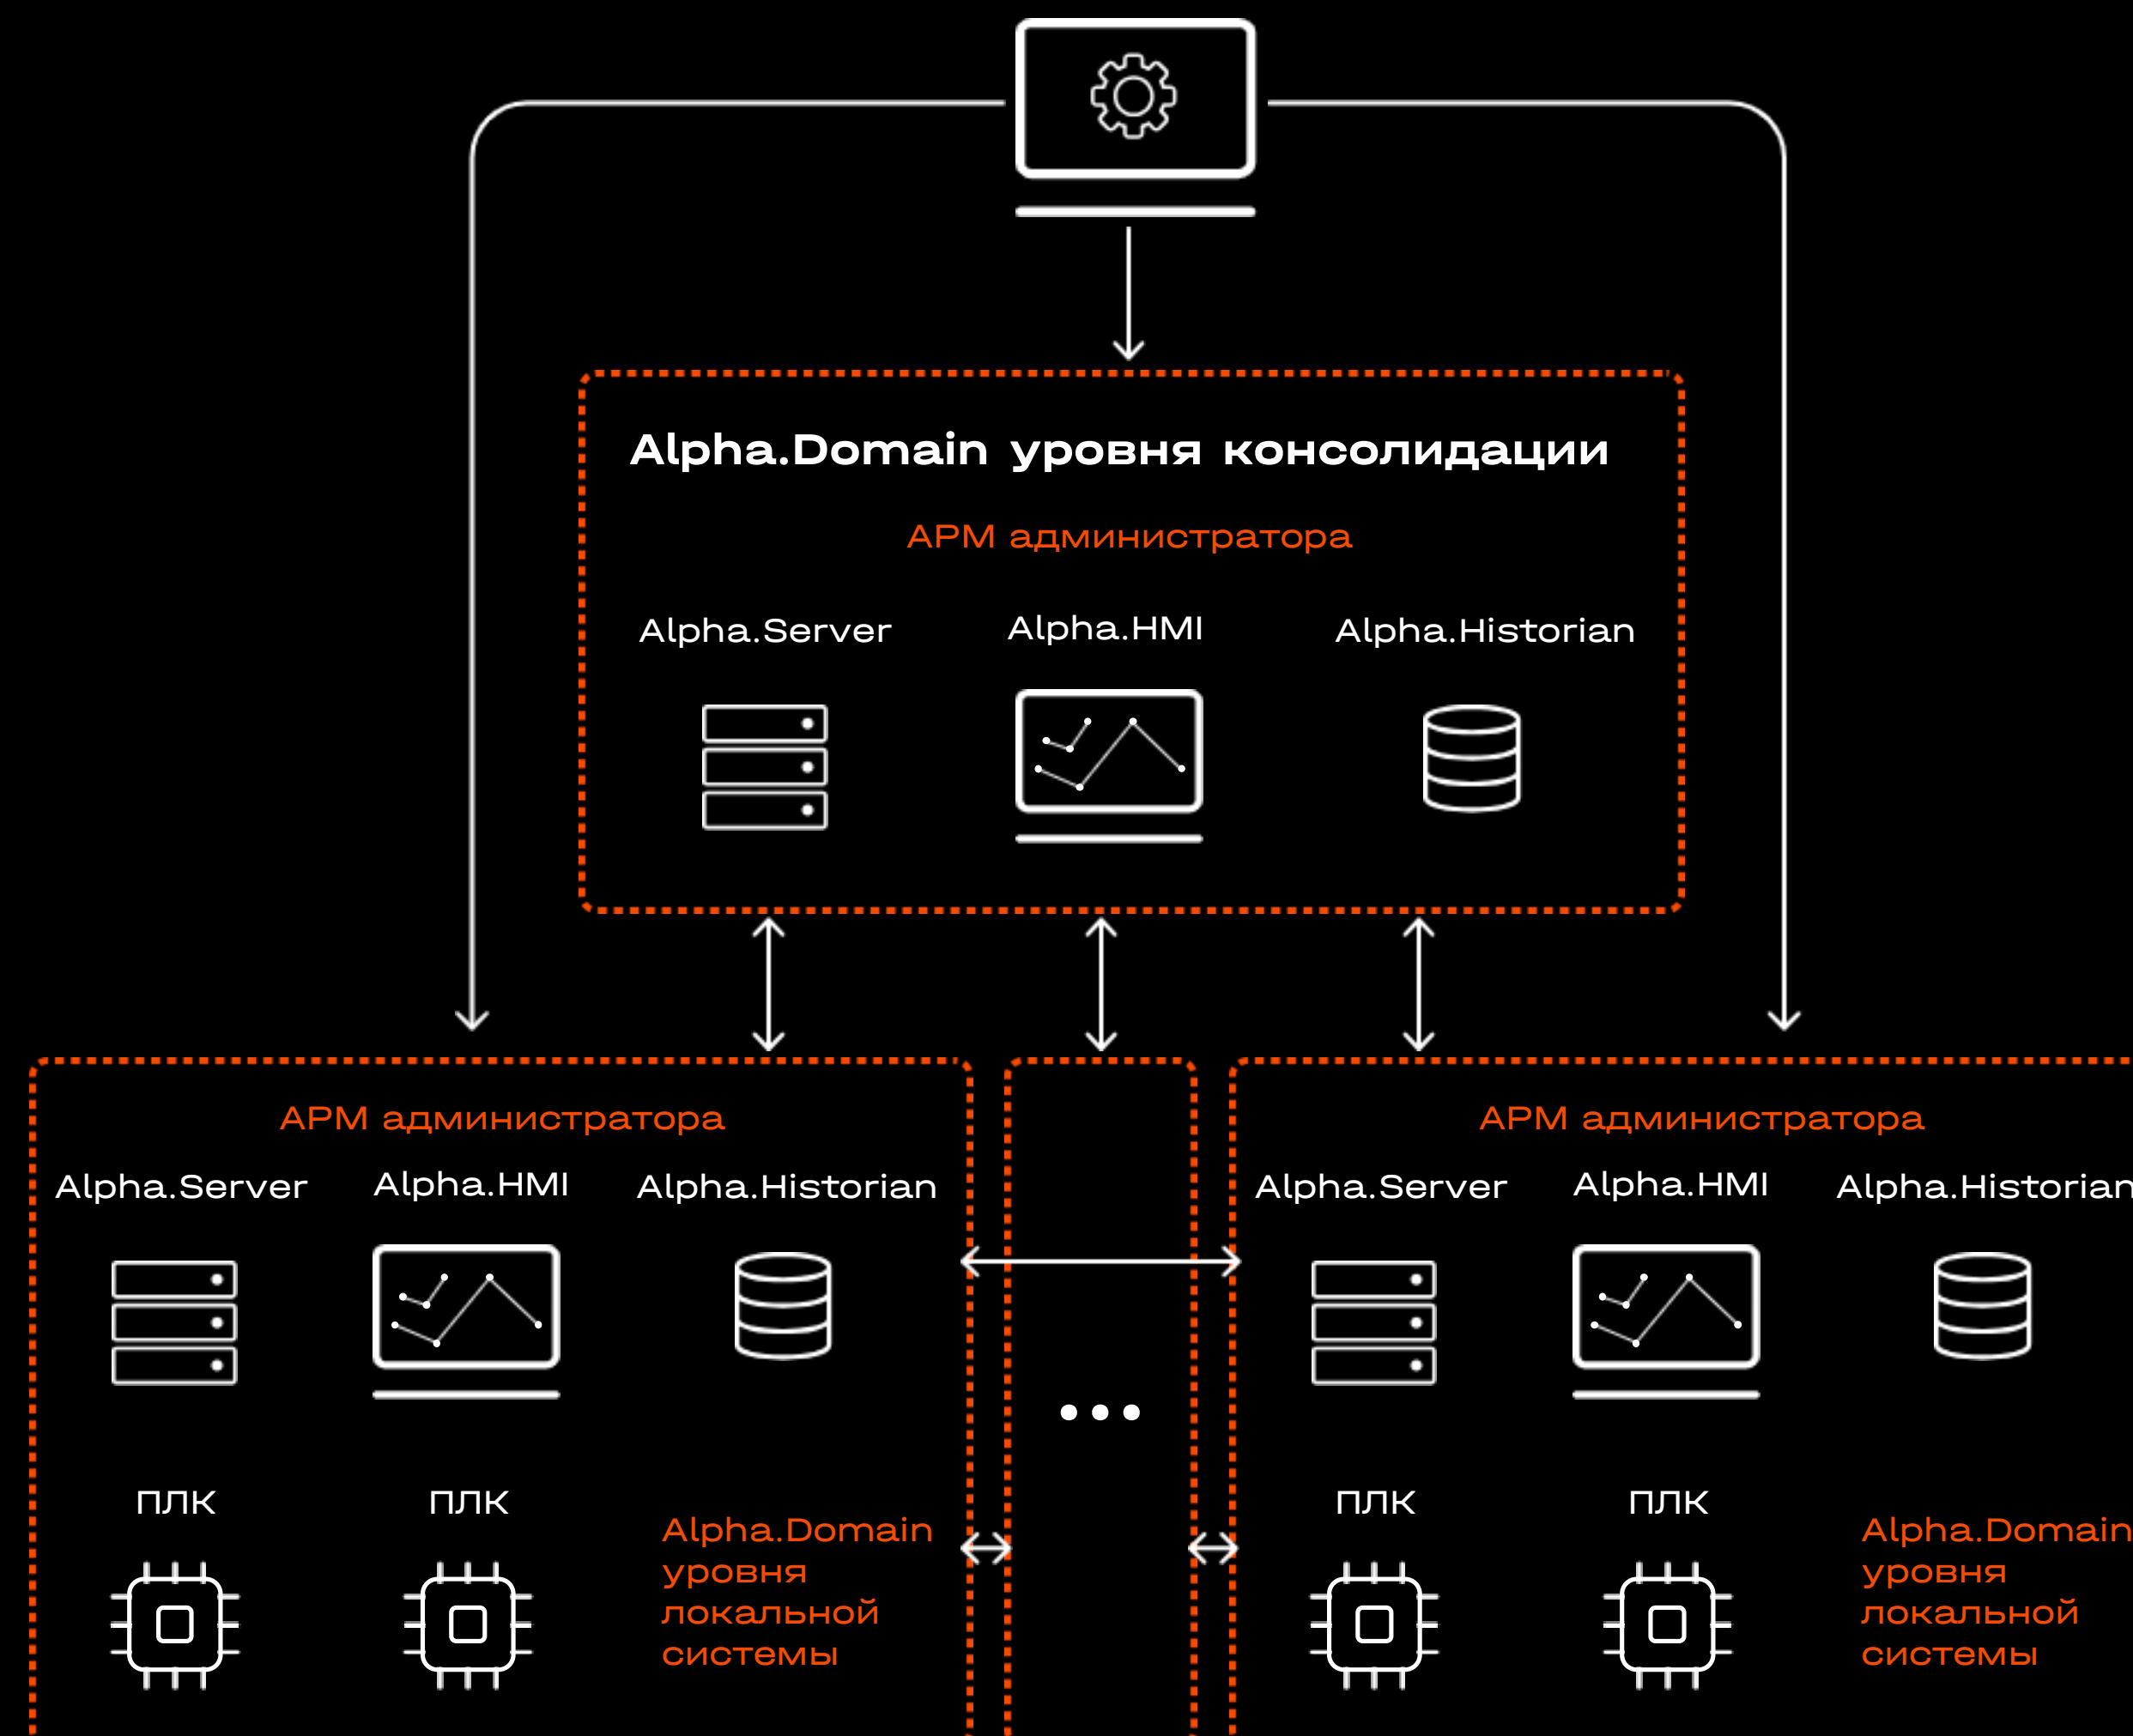 Alpha.Domain уровня консолидации
АРМ администратора
Alpha.Server
Alpha.HMI
Alpha.Historian
АРМ администратора
Alpha.Server
Alpha.HMI
Alpha.Historian
ПЛК
ПЛК
Alpha.Domain
уровня
локальной
системы
АРМ администратора
Alpha.Server
Alpha.HMI
Alpha.Historian
ПЛК
ПЛК
Alpha.Domain
уровня
локальной
системы